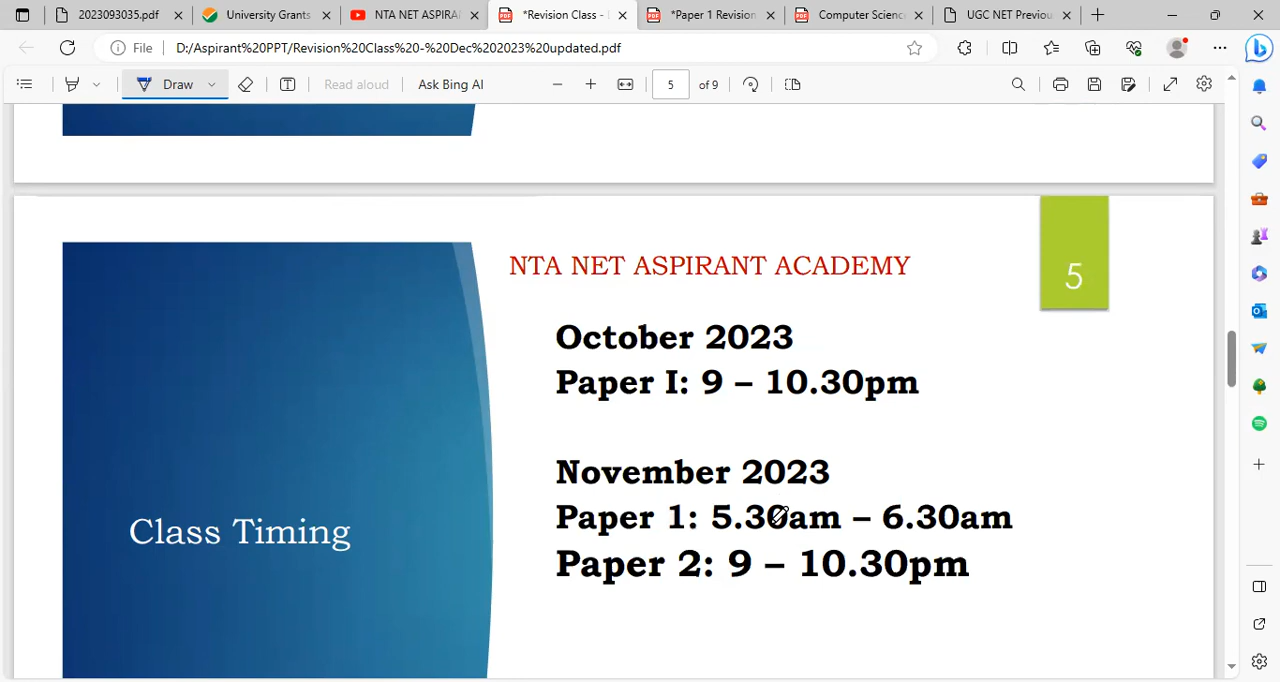 2023093035.pdf
University Grants
NTA NET ASPIRA
*Revision Class -
*Paper 1 Revision
Computer Scienc
UGC NET Previou
File
D:/Aspirant%20PPT/Revision%20Class%20-%20Dec%202023%20updated.pdf
Draw
Read aloud
Ask Bing AI
5
of 9
NTA NET ASPIRANT ACADEMY
5
October 2023
Paper I: 9 – 10.30pm
November 2023
Paper 1: 5.30am – 6.30am
Paper 2: 9 – 10.30pm
Class Timing